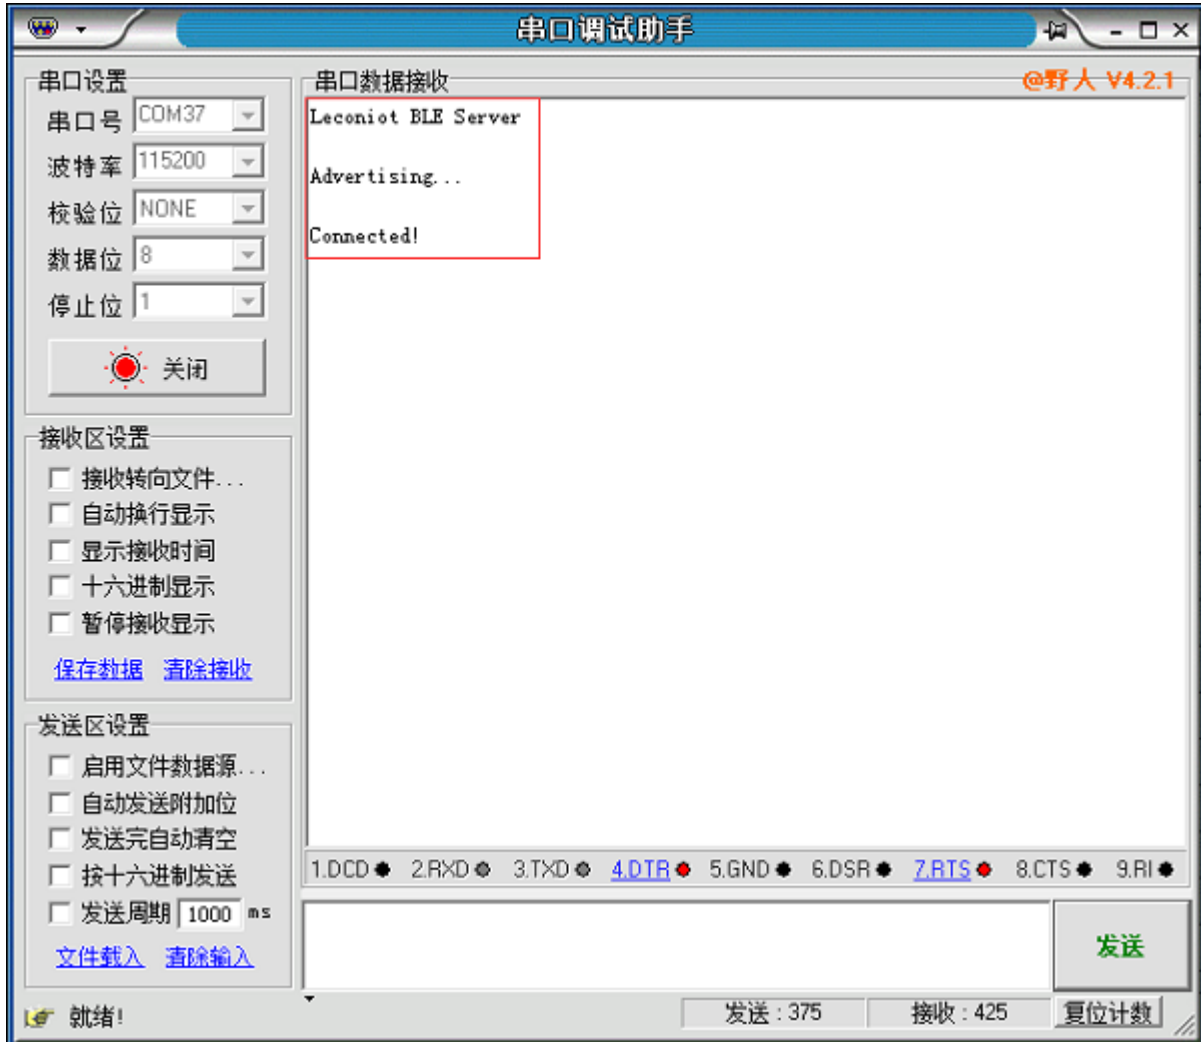 串口调试助手
串口设置
串口号 COM37
波特率 115200
校验位 NONE
数据位 8
停止位 1
关闭
接收区设置
接收转向文件...
自动换行显示
显示接收时间
十六进制显示
暂停接收显示
保存数据 清除接收
发送区设置
启用文件数据源...
自动发送附加位
发送完自动清空
按十六进制发送
发送周期 1000 ms
文件载入 清除输入
串口数据接收 @野人 V4.2.1
Leconiot BLE Server
Advertising...
Connected!
1.DCD 2.RXD 3.TXD 4.DTR 5.GND 6.DSR 7.RTS 8.CTS 9.RI
发送
就绪! 发送 : 375 接收 : 425 复位计数